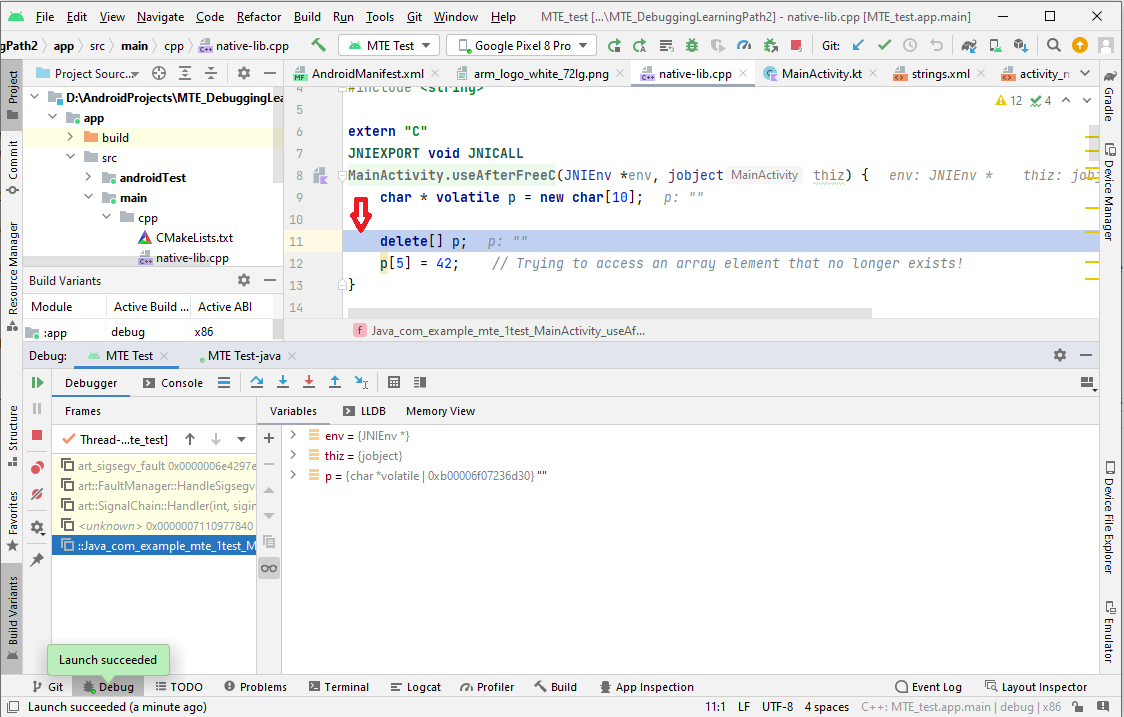 File Edit View Navigate Code Refactor Build Run Tools Git Window Help MTE_test [...\MTE_DebuggingLearningPath2] - native-lib.cpp [MTE_test.app.main]
gPath2 app src main cpp native-lib.cpp MTE Test Google Pixel 8 Pro Git:
Project Sourc... AndroidManifest.xml arm_logo_white_72lg.png native-lib.cpp MainActivity.kt strings.xml activity_m
Project
Commit
Resource Manager
Structure
Favorites
Build Variants
D:\AndroidProjects\MTE_DebuggingLea
app
build
src
androidTest
main
cpp
CMakeLists.txt
native-lib.cpp
Build Variants
Module Active Build ... Active ABI
:app debug x86
12 4
4 #include <string>
5
6 extern "C"
7 JNIEXPORT void JNICALL
8 MainActivity.useAfterFreeC(JNIEnv *env, jobject MainActivity thiz) { env: JNIEnv * thiz: jobj
9 char * volatile p = new char[10]; p: ""
10
11 delete[] p; p: ""
12 p[5] = 42; // Trying to access an array element that no longer exists!
13 }
14
f Java_com_example_mte_1test_MainActivity_useAf...
Gradle
Device Manager
Device File Explorer
Emulator
Debug: MTE Test MTE Test-java
Debugger Console
Frames
Variables LLDB Memory View
Thread-...te_test]
art_sigsegv_fault 0x0000006e4297e
art::FaultManager::HandleSigsegv
art::SignalChain::Handler(int, sigin
<unknown> 0x0000007110977840
::Java_com_example_mte_1test_M
env = {JNIEnv *}
thiz = {jobject}
p = {char *volatile | 0xb00006f07236d30} ""
Launch succeeded
Git Debug TODO Problems Terminal Logcat Profiler Build App Inspection Event Log Layout Inspector
Launch succeeded (a minute ago) 11:1 LF UTF-8 4 spaces C++: MTE_test.app.main | debug | x86